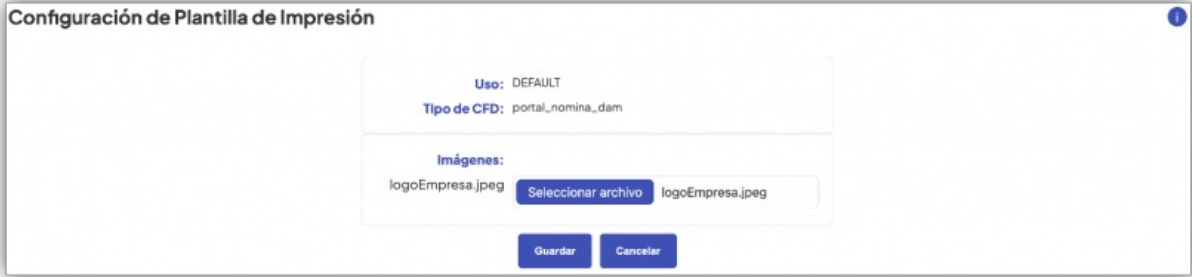 Configuración de Plantilla de Impresión
i
Uso: DEFAULT
Tipo de CFD: portal_nomina_dam
Imágenes:
logoEmpresa.jpeg Seleccionar archivo logoEmpresa.jpeg
Guardar Cancelar